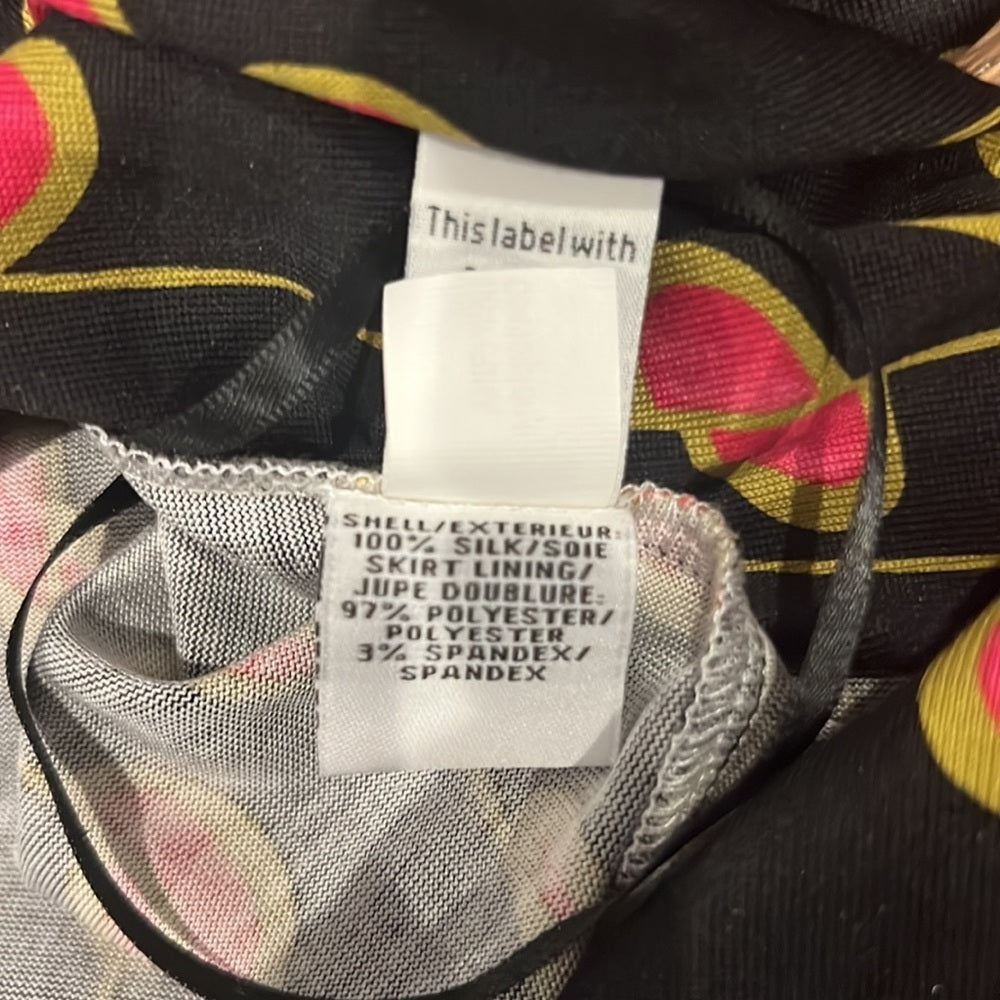 This label with
SHELL/EXTERIEUR:
100% SILK/SOIE
SKIRT LINING/
JUPE DOUBLURE:
97% POLYESTER/
POLYESTER
3% SPANDEX/
SPANDEX